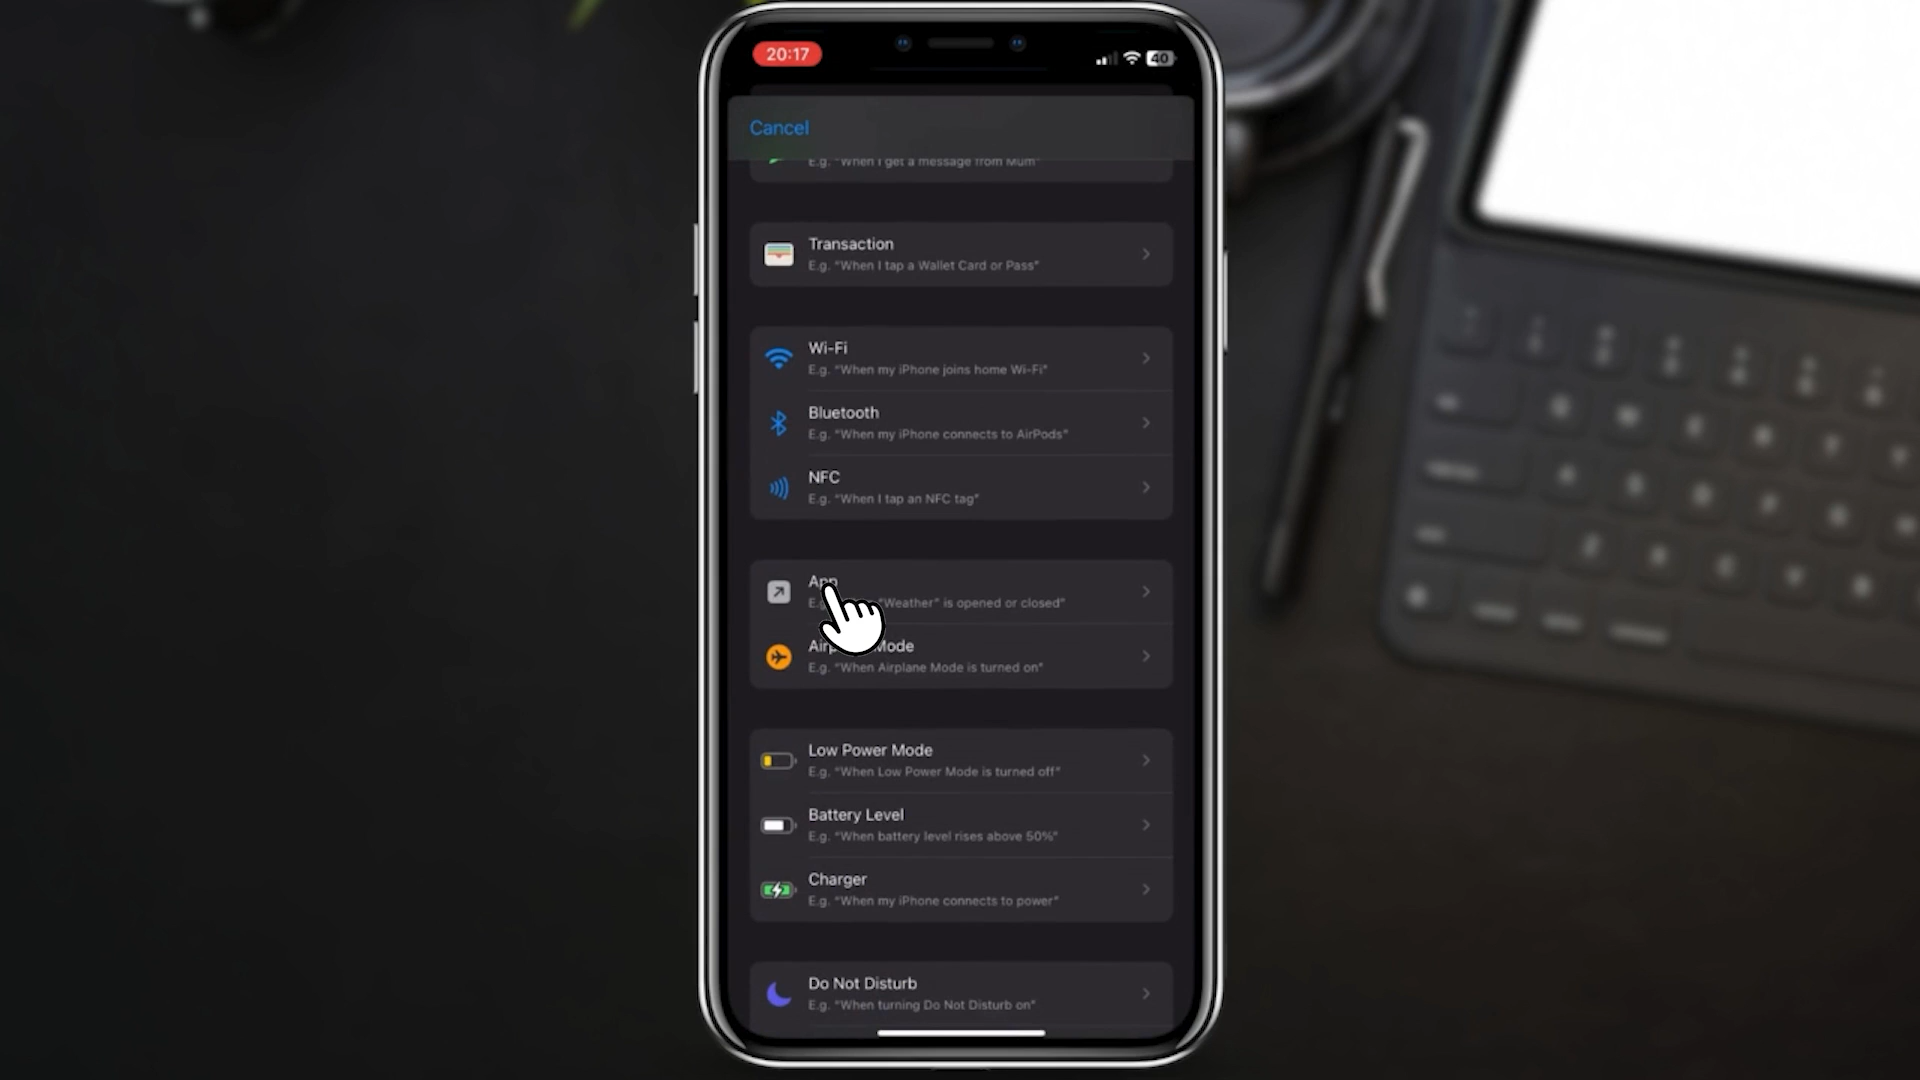 20:17
40
Cancel
E.g. "When I get a message from Mum"
Transaction
E.g. "When I tap a Wallet Card or Pass"
Wi-Fi
E.g. "When my iPhone joins home Wi-Fi"
Bluetooth
E.g. "When my iPhone connects to AirPods"
NFC
E.g. "When I tap an NFC tag"
App
"Weather" is opened or closed"
Mode
E.g. "When Airplane Mode is turned on"
Low Power Mode
E.g. "When Low Power Mode is turned off"
Battery Level
E.g. "When battery level rises above 50%"
Charger
E.g. "When my iPhone connects to power"
Do Not Disturb
E.g. "When turning Do Not Disturb on"